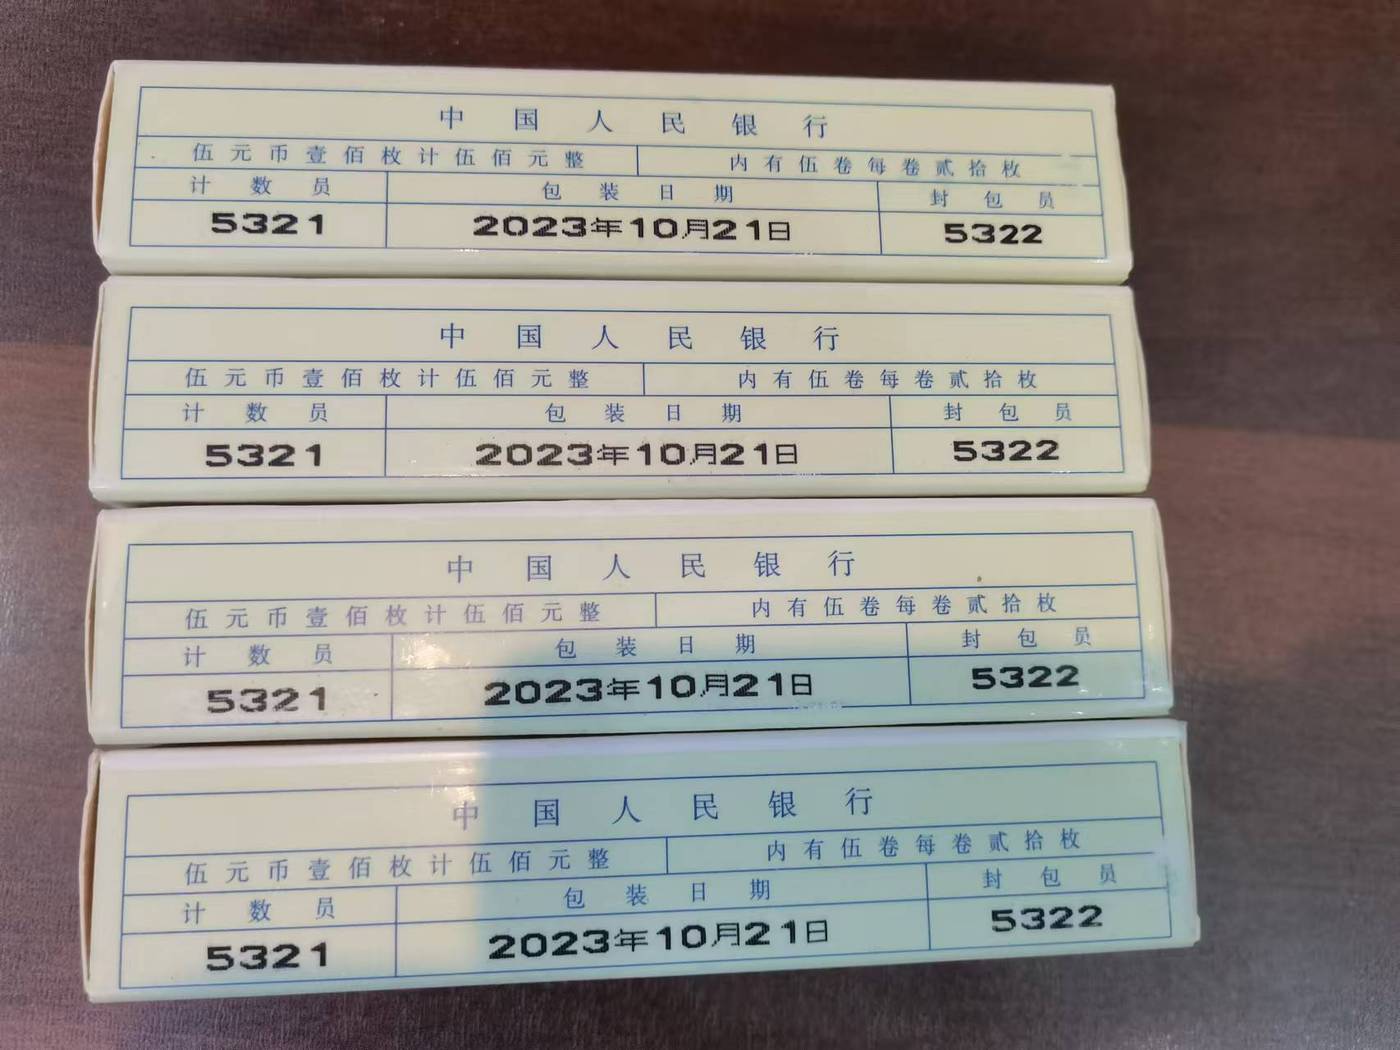 中国人民银行
伍元币壹佰枚计伍佰元整 内有伍卷每卷贰拾枚
计数员 包装日期 封包员
5321 2023年10月21日 5322
中国人民银行
伍元币壹佰枚计伍佰元整 内有伍卷每卷贰拾枚
计数员 包装日期 封包员
5321 2023年10月21日 5322
中国人民银行
伍元币壹佰枚计伍佰元整 内有伍卷每卷贰拾枚
计数员 包装日期 封包员
5321 2023年10月21日 5322
中国人民银行
伍元币壹佰枚计伍佰元整 内有伍卷每卷贰拾枚
计数员 包装日期 封包员
5321 2023年10月21日 5322